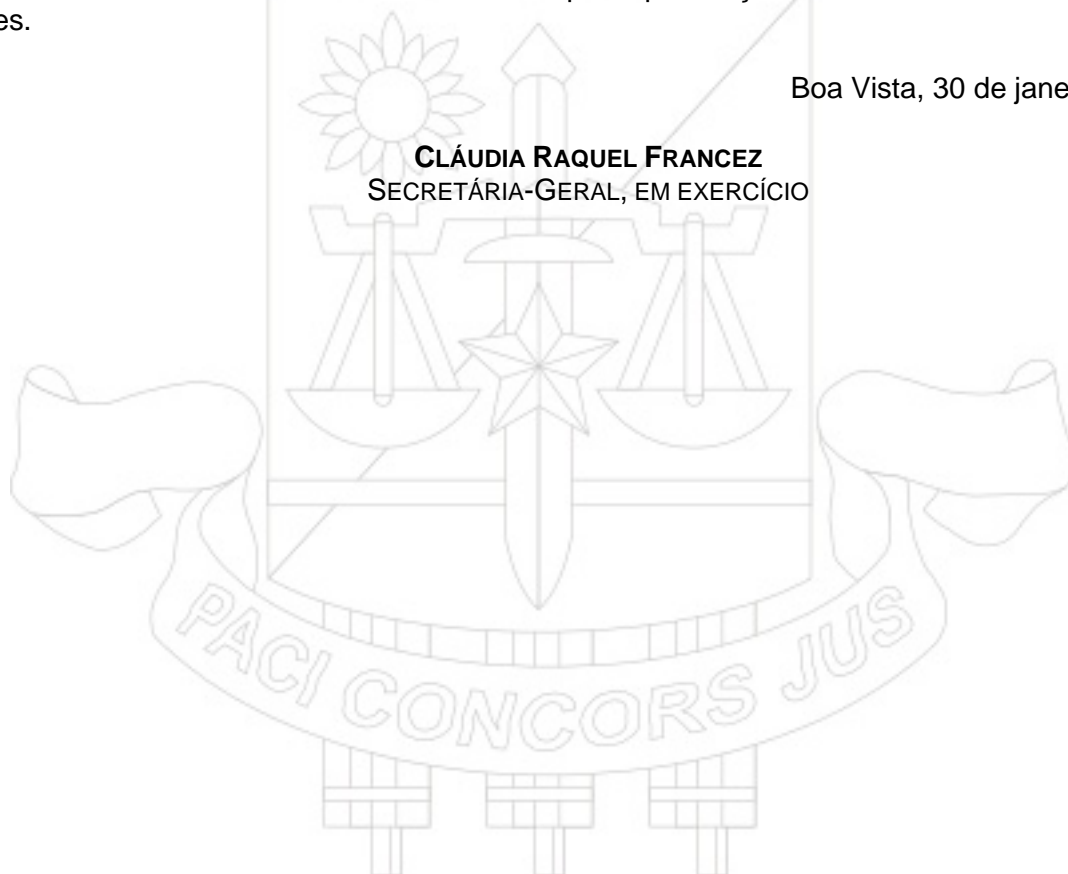 es.
Boa Vista, 30 de jane
CLÁUDIA RAQUEL FRANCEZ
SECRETÁRIA-GERAL, EM EXERCÍCIO
PACI CONCORS JUS